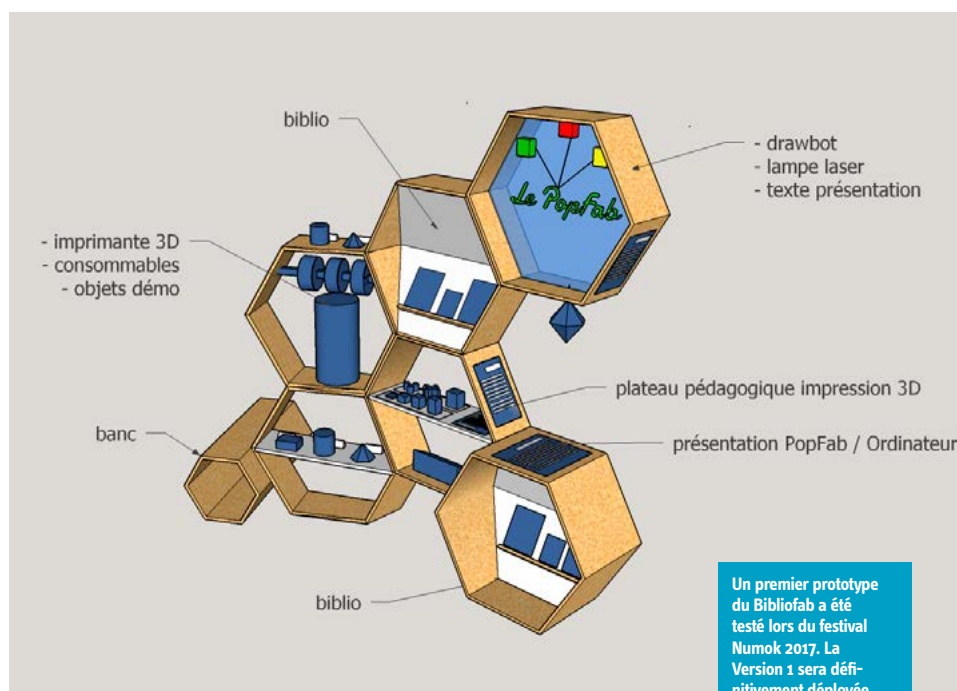 biblio
- drawbot
- lampe laser
- texte présentation
Le PopFab
- imprimante 3D
- consommables
- objets démo
plateau pédagogique impression 3D
banc
présentation PopFab / Ordinateur
biblio
Un premier prototype
du Bibliofab a été
testé lors du festival
Numok 2017. La
Version 1 sera défi-
nitivement déployée